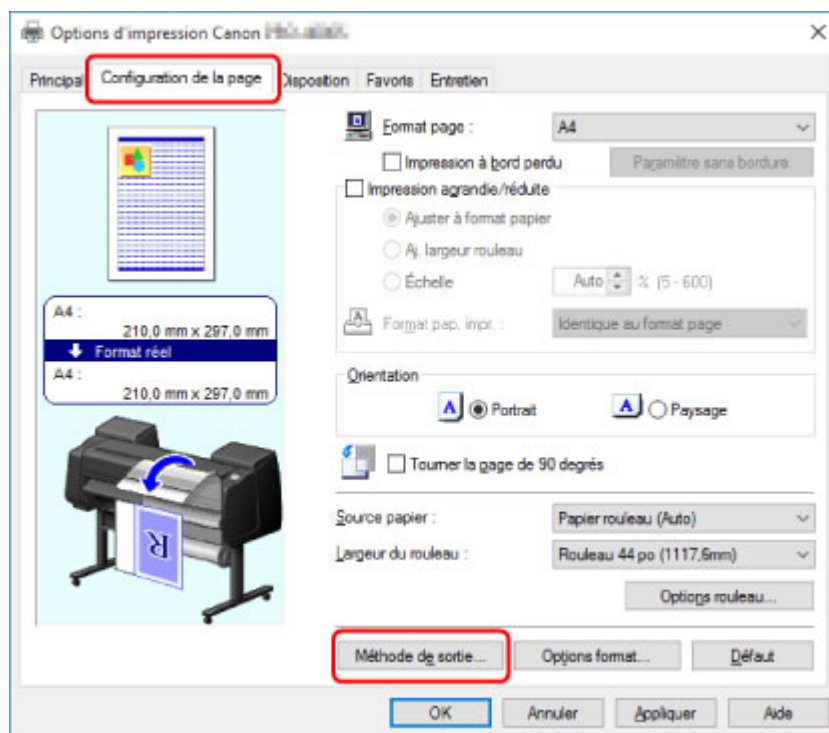 Options d'impression Canon
Principal Configuration de la page Disposition Favoris Entretien
Format page : A4
Impression à bord perdu Paramètre sans bordure
Impression agrandie/réduite
Ajuster à format papier
Aj. largeur rouleau
Échelle Auto % (5 - 600)
Format pap. impr. : Identique au format page
A4 :
210,0 mm x 297,0 mm
Format réel
A4 :
210,0 mm x 297,0 mm
Orientation
A Portrait A Paysage
Tourner la page de 90 degrés
Source papier : Papier rouleau (Auto)
Largeur du rouleau : Rouleau 44 po (1117,6mm)
R
Options rouleau...
Méthode de sortie... Options format... Défaut
OK Annuler Appliquer Aide